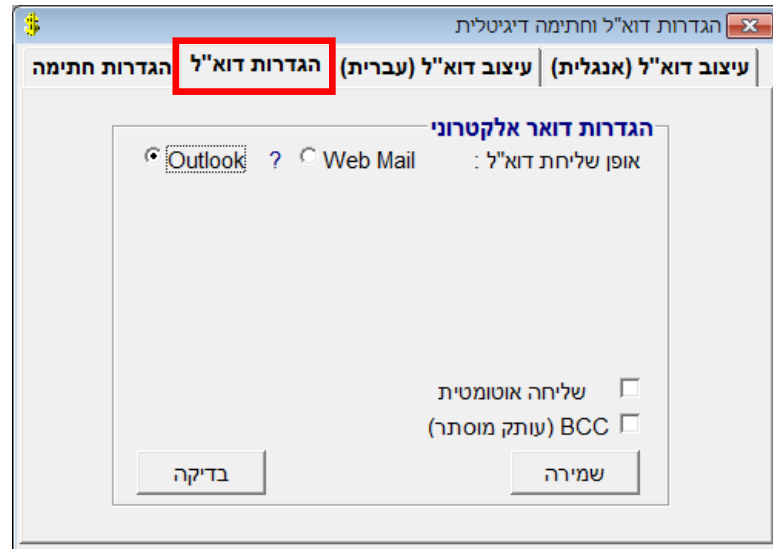 הגדרות דוא"ל וחתימה דיגיטלית
עיצוב דוא"ל (אנגלית) עיצוב דוא"ל (עברית) הגדרות דוא"ל הגדרות חתימה
הגדרות דואר אלקטרוני
אופן שליחת דוא"ל : Web Mail ? Outlook
שליחה אוטומטית
BCC (עותק מוסתר)
שמירה בדיקה